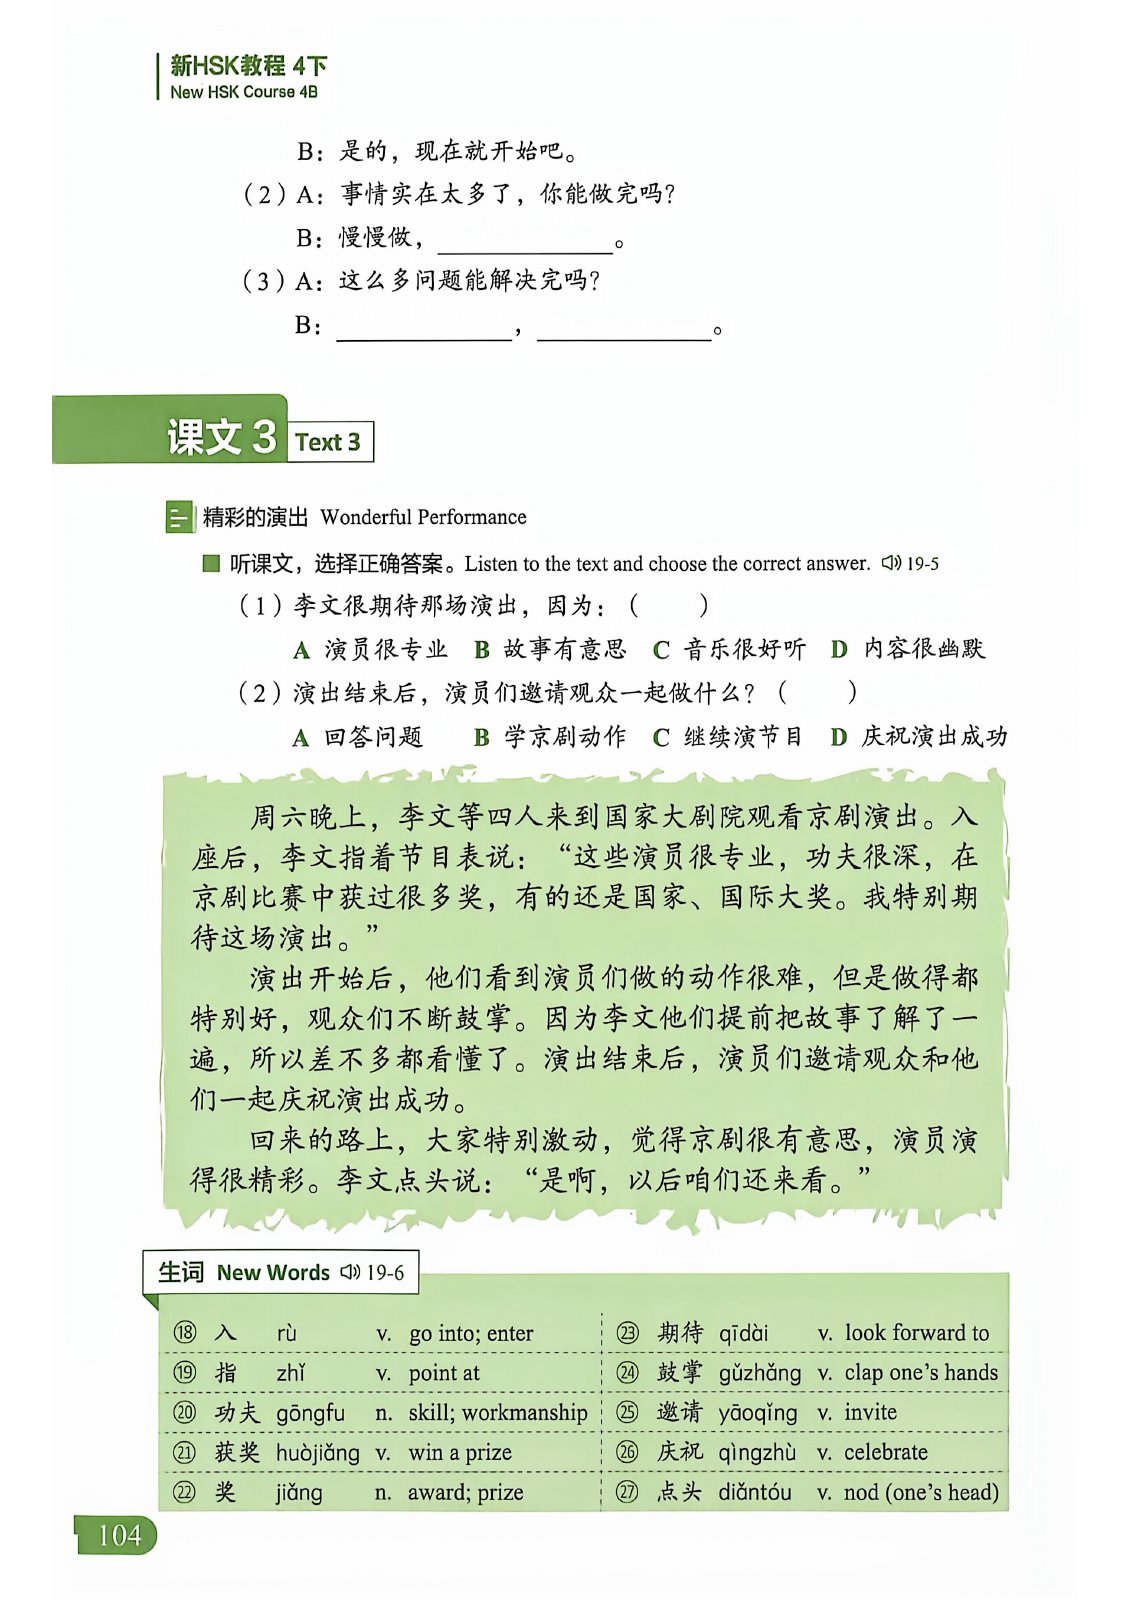 新HSK教程 4下
New HSK Course 4B
B：是的，现在就开始吧。
（2）A：事情实在太多了，你能做完吗？
B：慢慢做，____________。
（3）A：这么多问题能解决完吗？
B：____________，____________。
课文 3 Text 3
精彩的演出 Wonderful Performance
听课文，选择正确答案。Listen to the text and choose the correct answer. 19-5
（1）李文很期待那场演出，因为：（ ）
A 演员很专业 B 故事有意思 C 音乐很好听 D 内容很幽默
（2）演出结束后，演员们邀请观众一起做什么？（ ）
A 回答问题 B 学京剧动作 C 继续演节目 D 庆祝演出成功
周六晚上，李文等四人来到国家大剧院观看京剧演出。入
座后，李文指着节目表说：“这些演员很专业，功夫很深，在
京剧比赛中获过很多奖，有的还是国家、国际大奖。我特别期
待这场演出。”
演出开始后，他们看到演员们做的动作很难，但是做得都
特别好，观众们不断鼓掌。因为李文他们提前把故事了解了一
遍，所以差不多都看懂了。演出结束后，演员们邀请观众和他
们一起庆祝演出成功。
回来的路上，大家特别激动，觉得京剧很有意思，演员演
得很精彩。李文点头说：“是啊，以后咱们还来看。”
生词 New Words 19-6
⑱ 入 rù v. go into; enter
⑲ 指 zhǐ v. point at
⑳ 功夫 gōngfu n. skill; workmanship
㉑ 获奖 huòjiǎng v. win a prize
㉒ 奖 jiǎng n. award; prize
㉓ 期待 qīdài v. look forward to
㉔ 鼓掌 gǔzhǎng v. clap one's hands
㉕ 邀请 yāoqǐng v. invite
㉖ 庆祝 qìngzhù v. celebrate
㉗ 点头 diǎntóu v. nod (one's head)
104